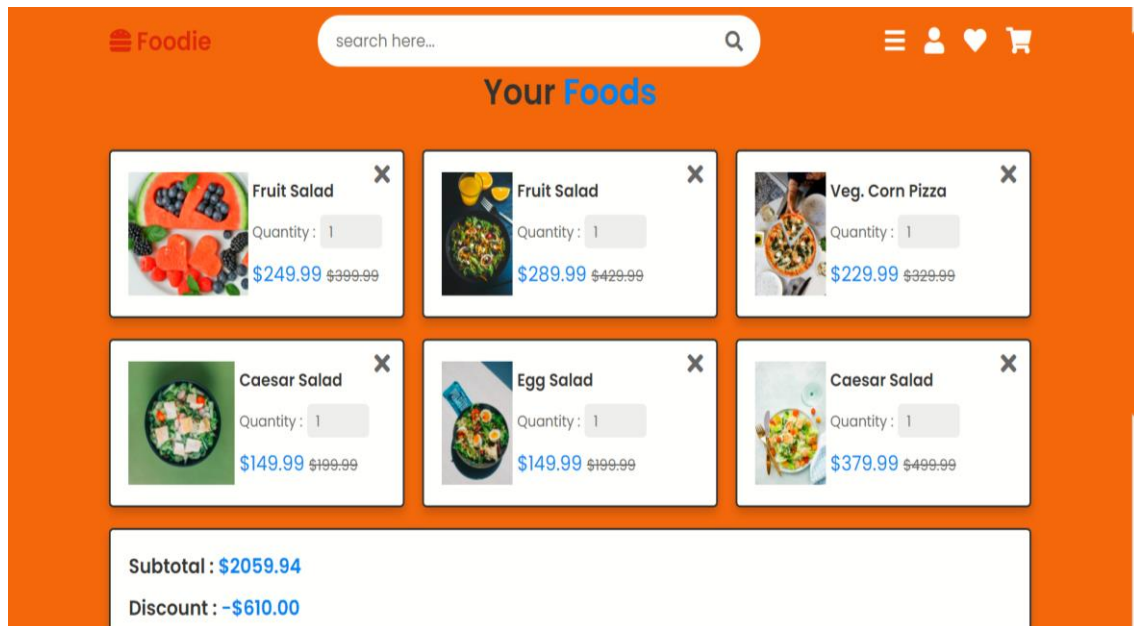 Foodie
search here...
Your Foods
Fruit Salad
Quantity : 1
$249.99 $399.99
Fruit Salad
Quantity : 1
$289.99 $429.99
Veg. Corn Pizza
Quantity : 1
$229.99 $329.99
Caesar Salad
Quantity : 1
$149.99 $199.99
Egg Salad
Quantity : 1
$149.99 $199.99
Caesar Salad
Quantity : 1
$379.99 $499.99
Subtotal : $2059.94
Discount : -$610.00